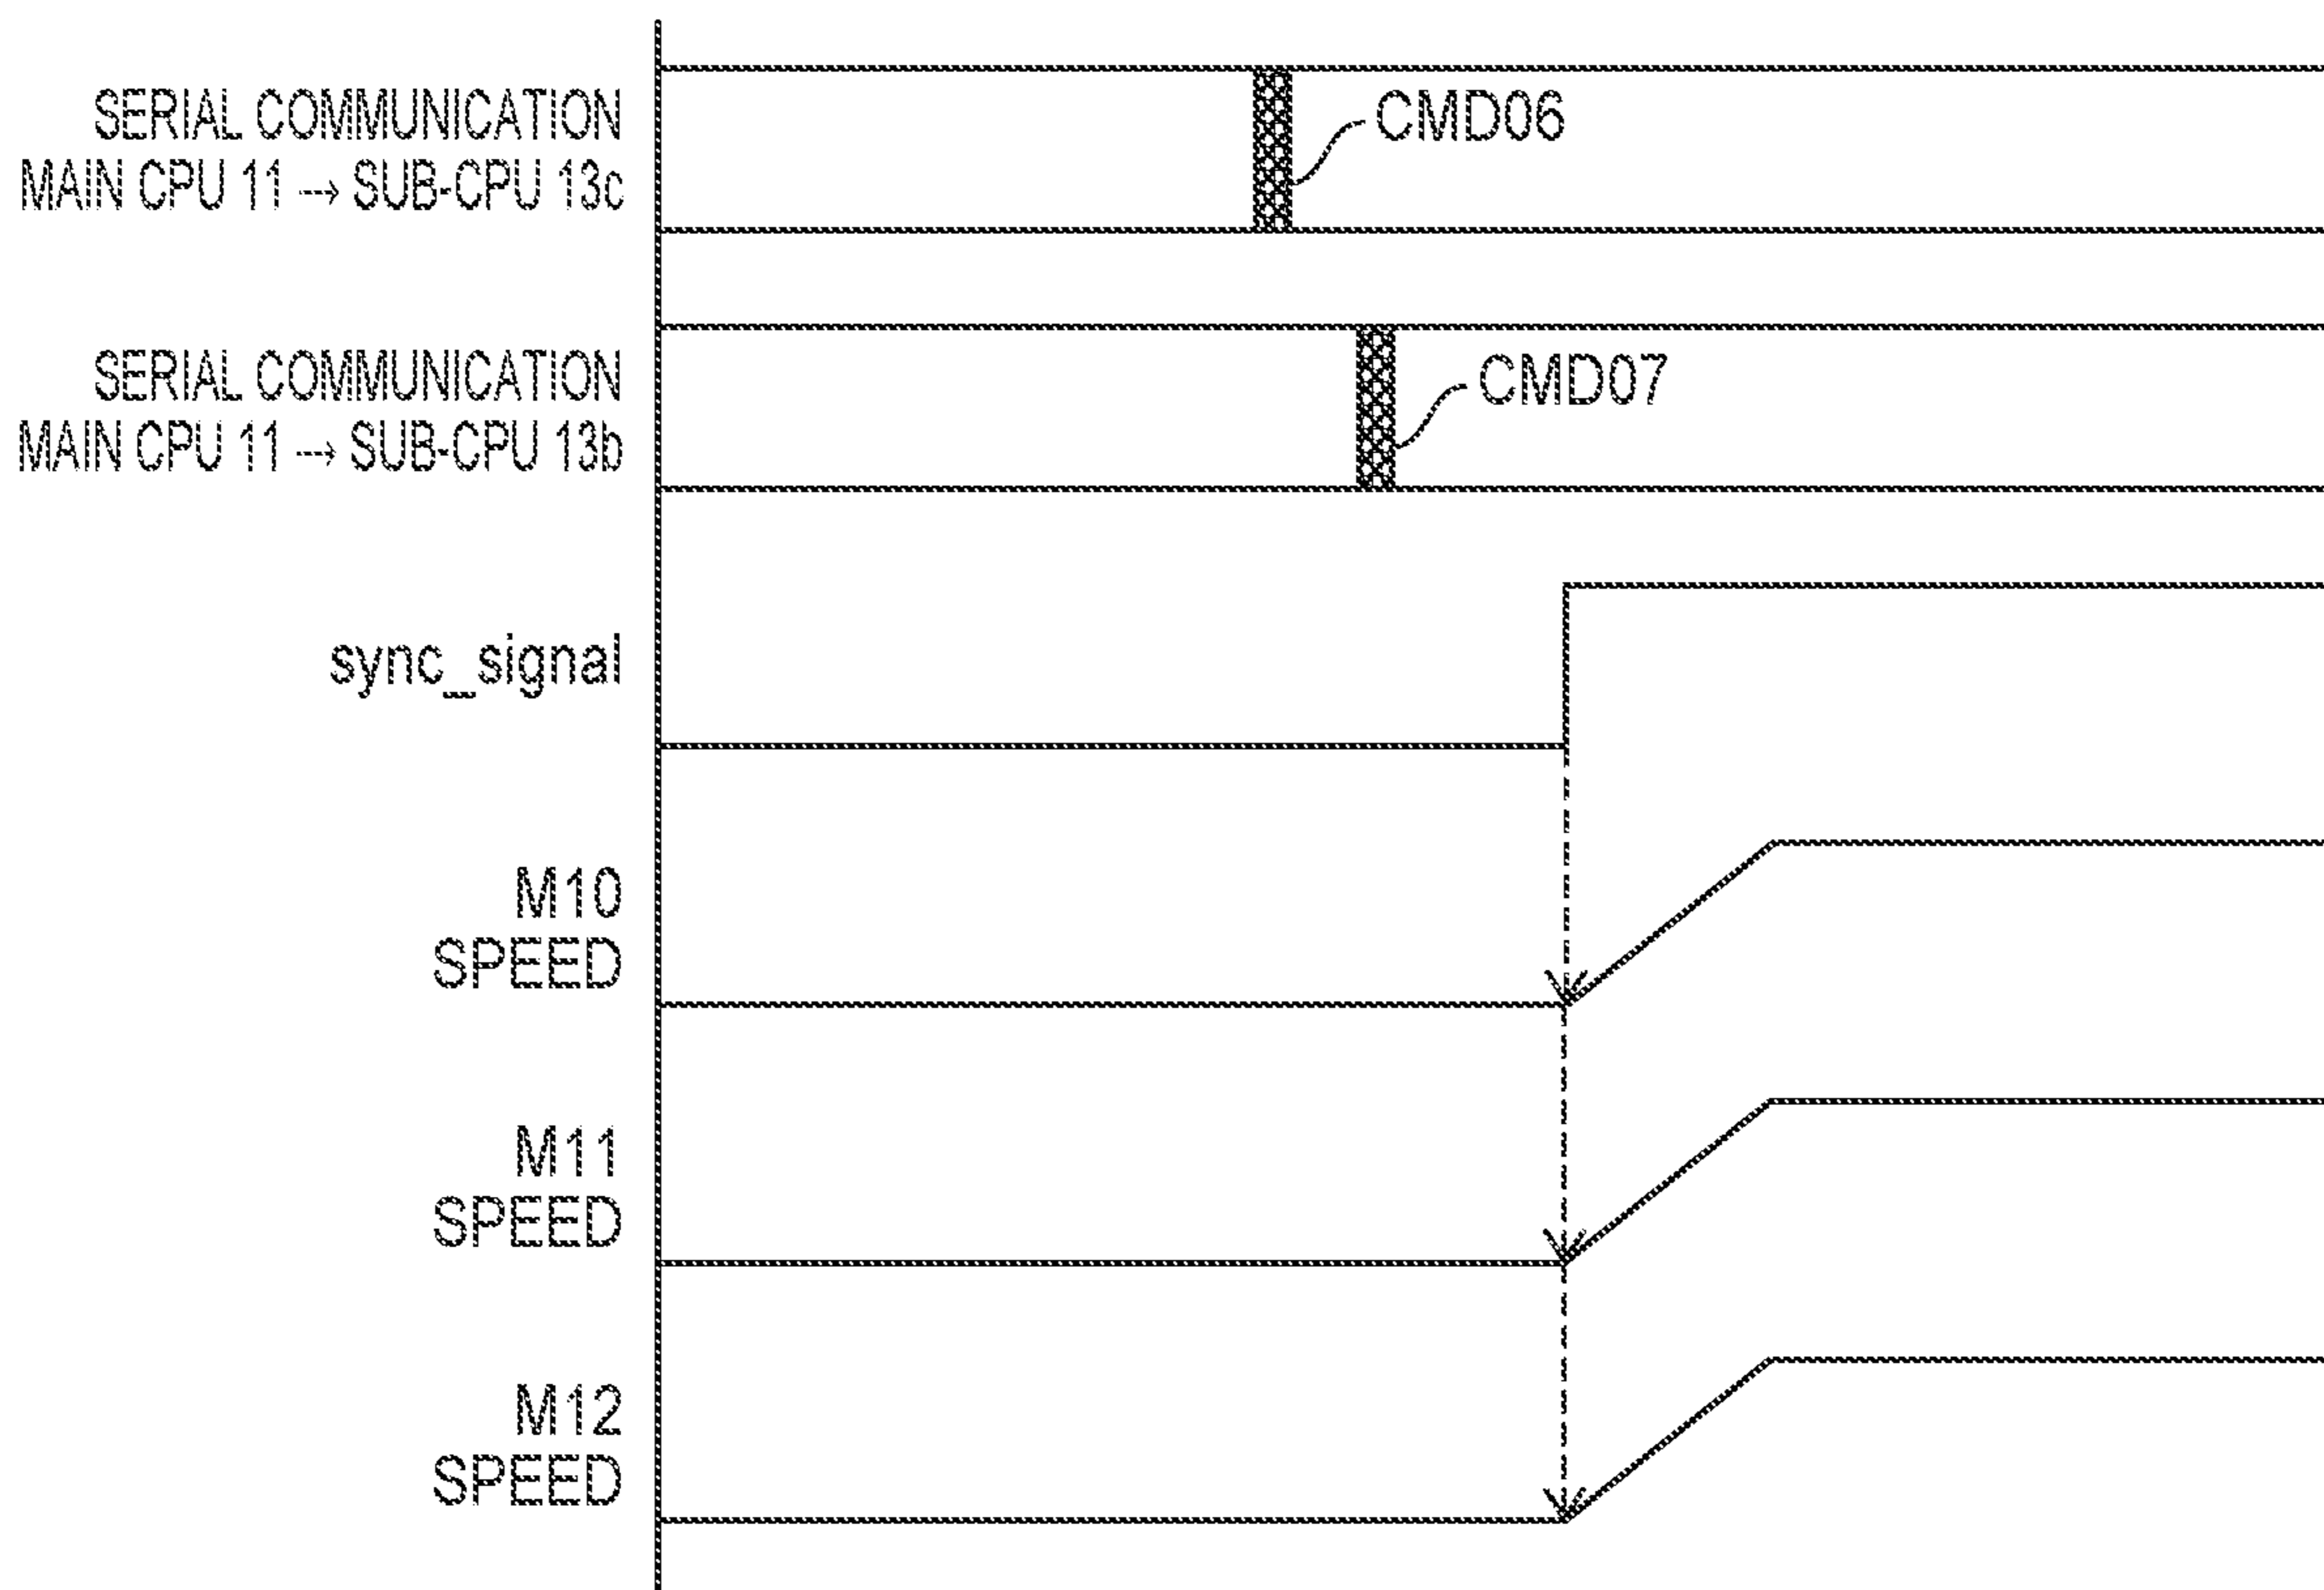 SERIAL COMMUNICATION
MAIN CPU 11 → SUB-CPU 13c
CMD06
SERIAL COMMUNICATION
MAIN CPU 11 → SUB-CPU 13b
CMD07
sync_signal
M10
SPEED
M11
SPEED
M12
SPEED